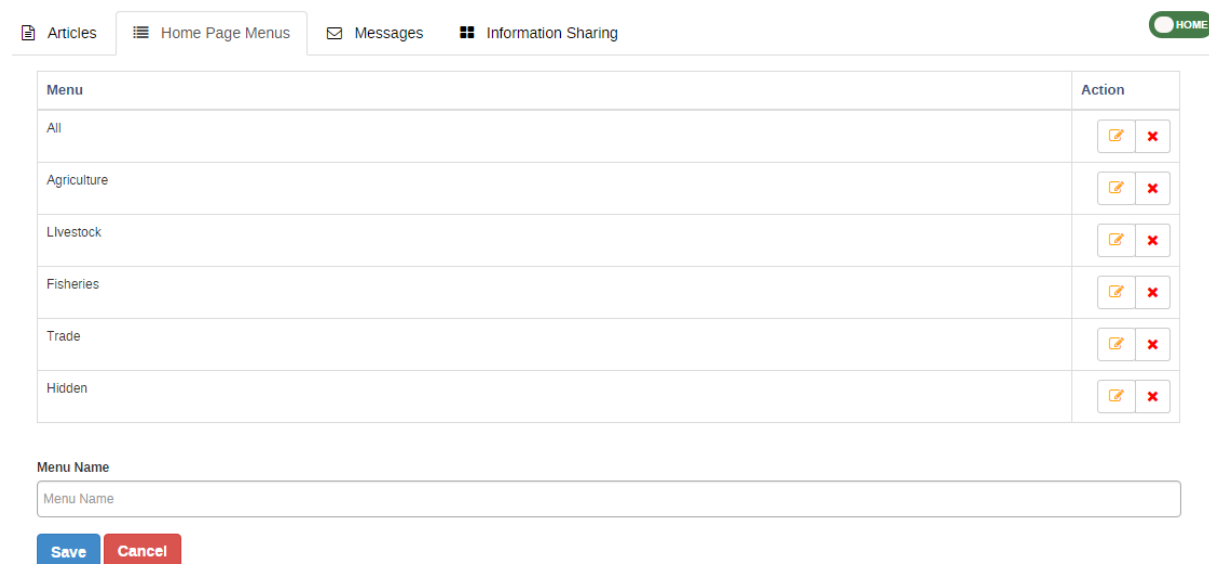 Articles Home Page Menus Messages Information Sharing HOME
Menu Action
All
Agriculture
LIvestock
Fisheries
Trade
Hidden
Menu Name
Menu Name
Save Cancel